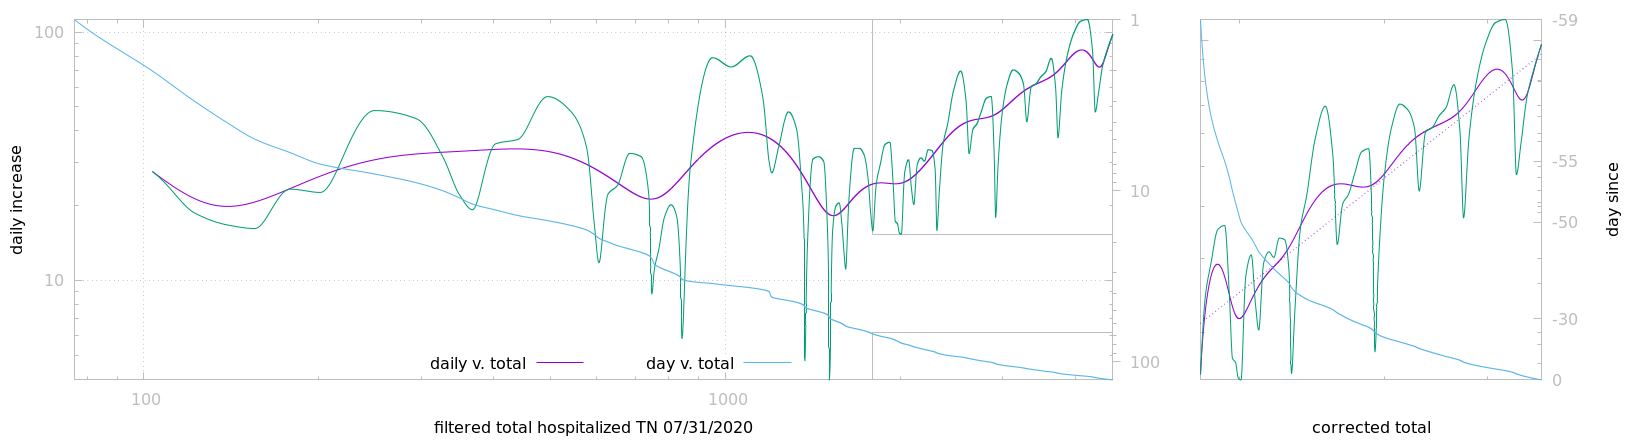 100
10
daily increase
daily v. total
day v. total
100
1000
filtered total hospitalized TN 07/31/2020
1
10
100
-59
-55
-50
-30
0
day since
corrected total